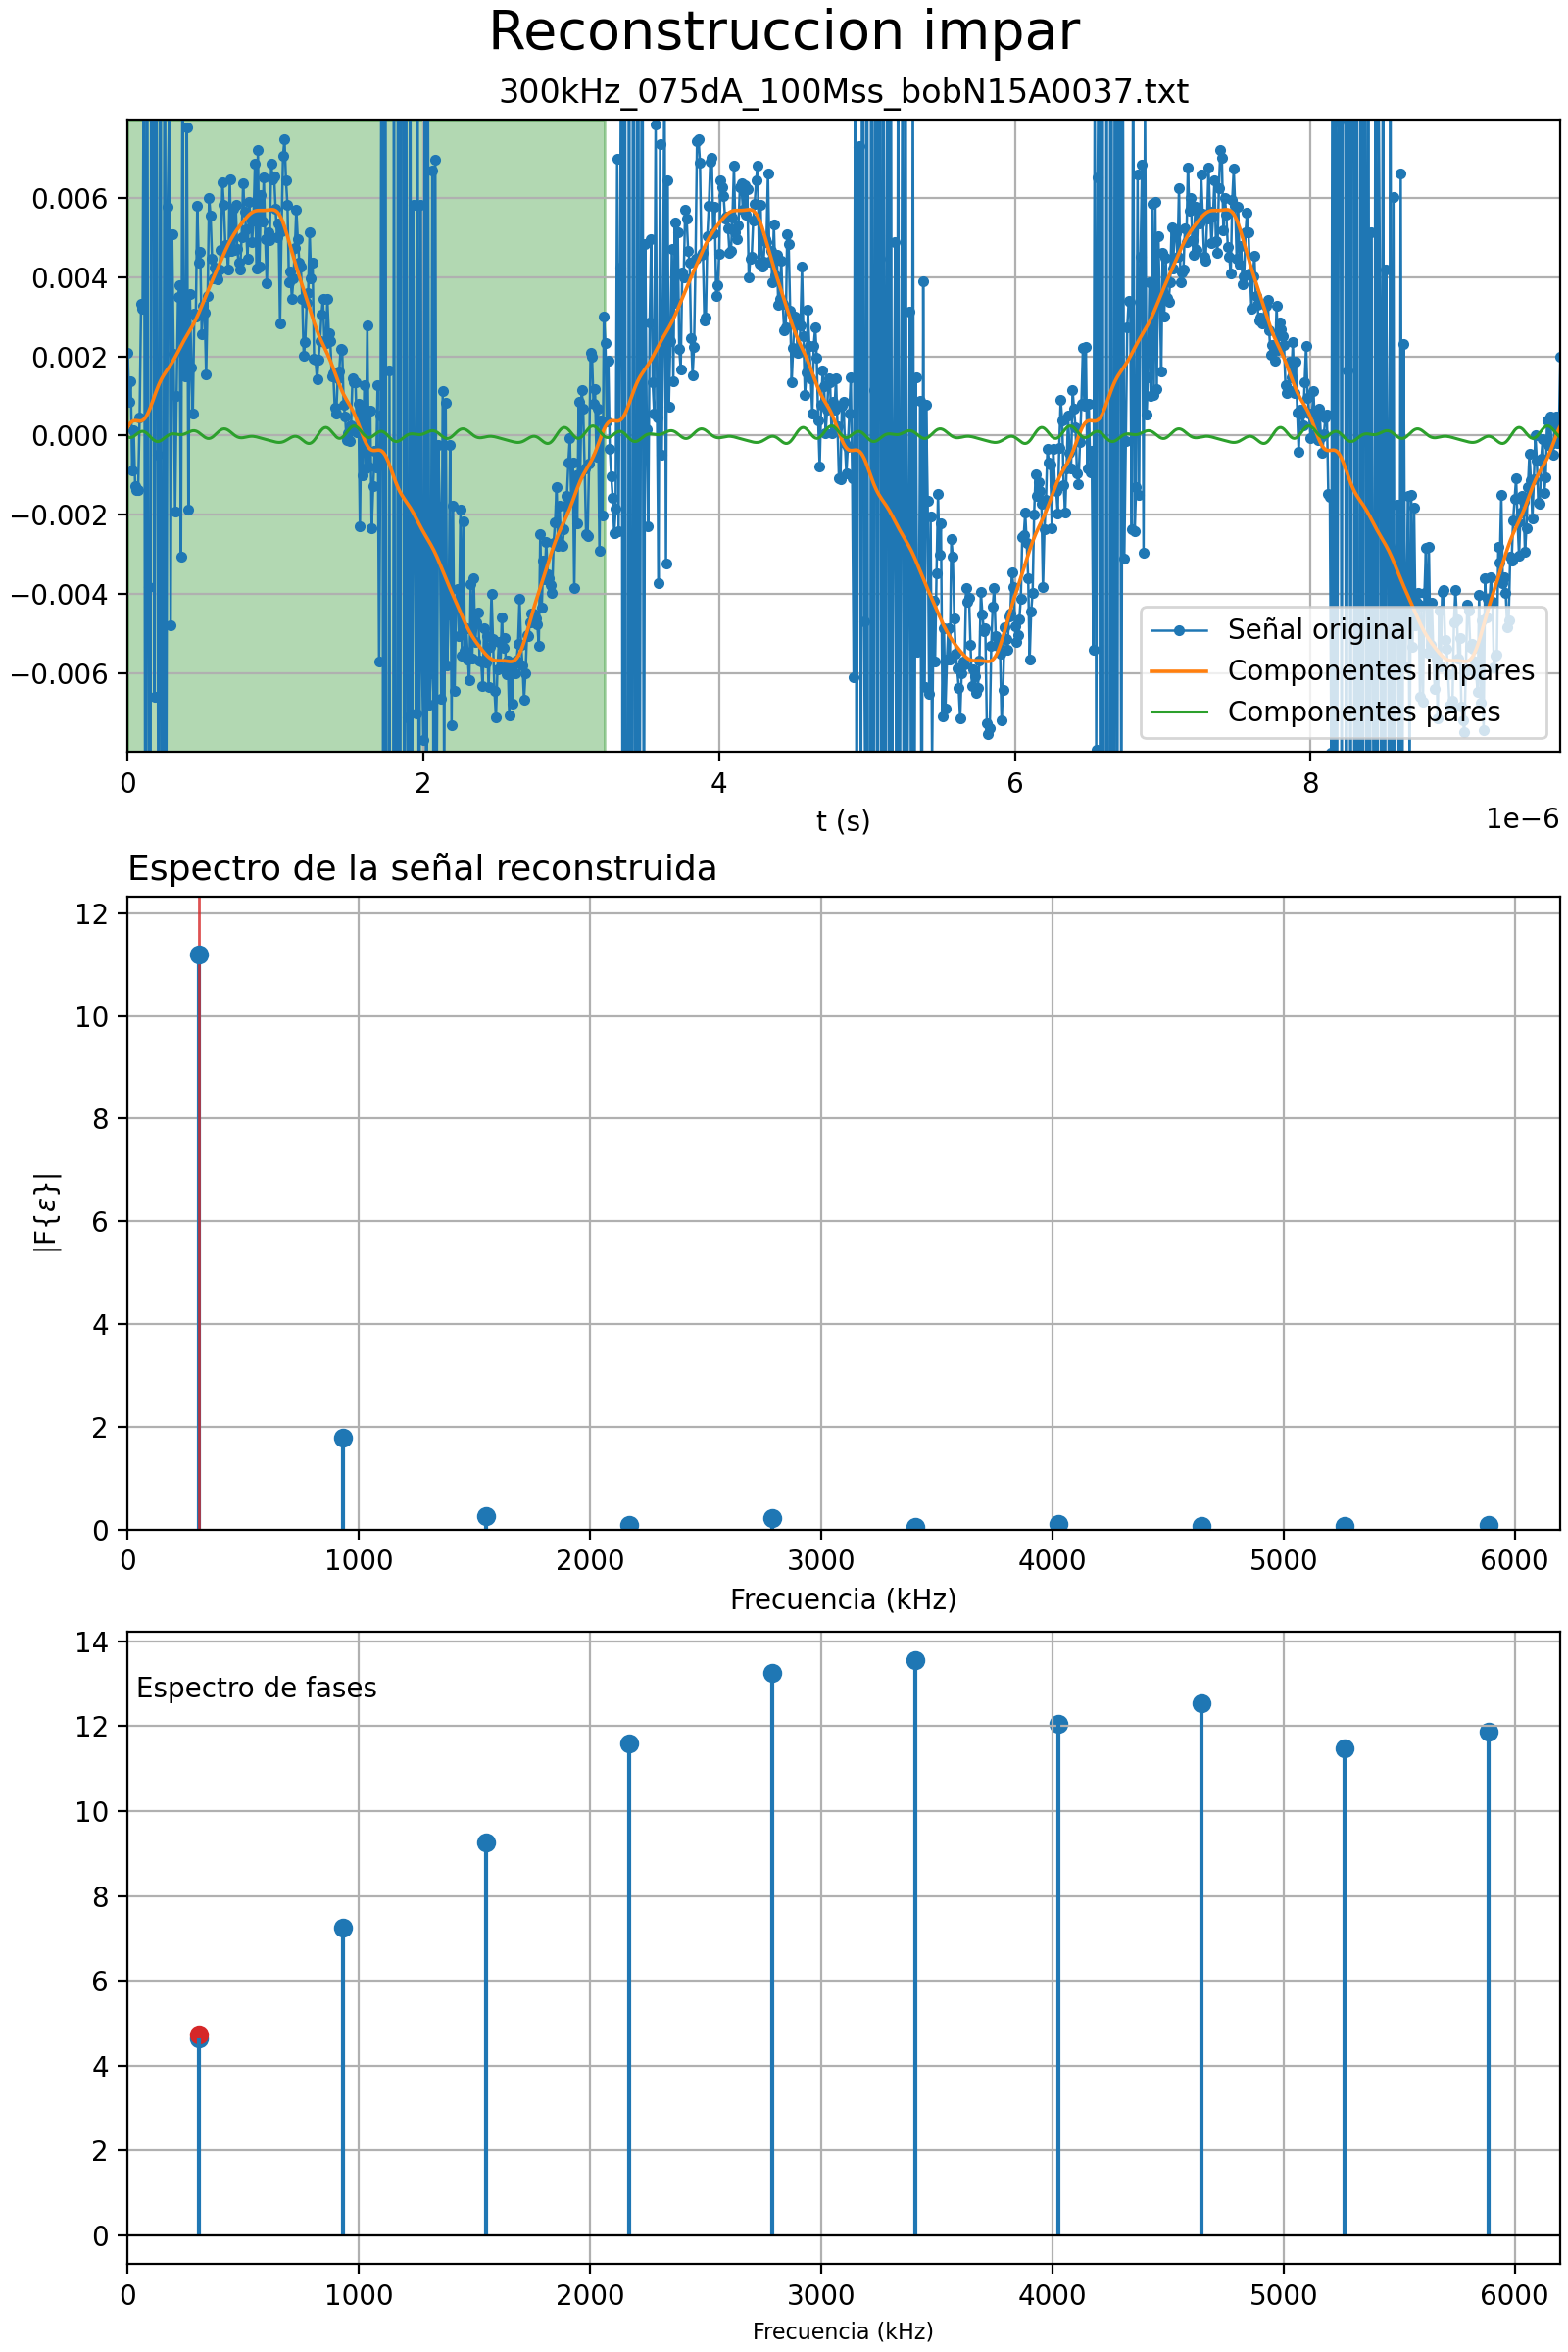 Reconstruccion impar
300kHz_075dA_100Mss_bobN15A0037.txt
0.006
0.004
0.002
0.000
−0.002
−0.004
−0.006
Señal original
Componentes impares
Componentes pares
0 2 4 6 8
t (s)
1e−6
Espectro de la señal reconstruida
12
10
8
6
4
2
0
|F{ε}|
0 1000 2000 3000 4000 5000 6000
Frecuencia (kHz)
14
Espectro de fases
12
10
8
6
4
2
0
0 1000 2000 3000 4000 5000 6000
Frecuencia (kHz)